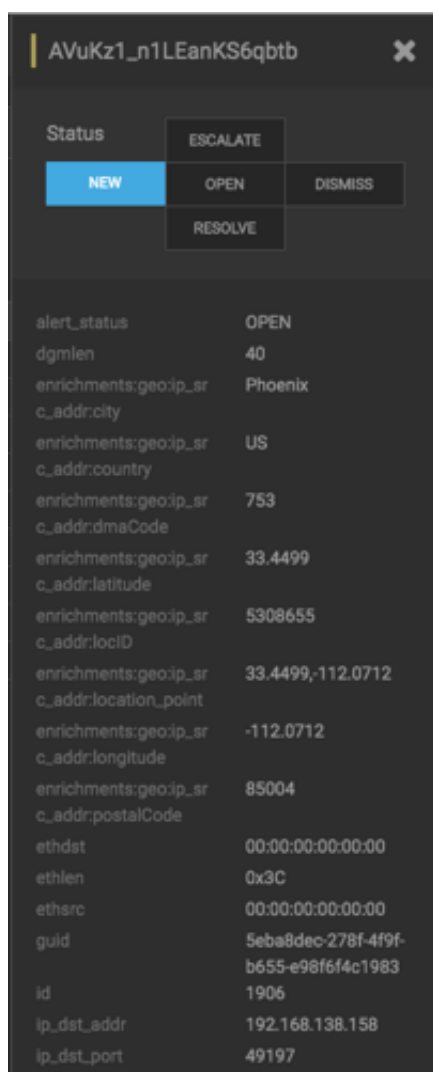 AVuKz1_n1LEanKS6qbtb
Status
ESCALATE
NEW OPEN DISMISS
RESOLVE
alert_status OPEN
dgmlen 40
enrichments:geo:ip_sr Phoenix
c_addr:city
enrichments:geo:ip_sr US
c_addr:country
enrichments:geo:ip_sr 753
c_addr:dmaCode
enrichments:geo:ip_sr 33.4499
c_addr:latitude
enrichments:geo:ip_sr 5308655
c_addr:locID
enrichments:geo:ip_sr 33.4499,-112.0712
c_addr:location_point
enrichments:geo:ip_sr -112.0712
c_addr:longitude
enrichments:geo:ip_sr 85004
c_addr:postalCode
ethdst 00:00:00:00:00:00
ethlen 0x3C
ethsrc 00:00:00:00:00:00
guid 5eba8dec-278f-4f9f-
b655-e98f6f4c1983
id 1906
ip_dst_addr 192.168.138.158
ip_dst_port 49197